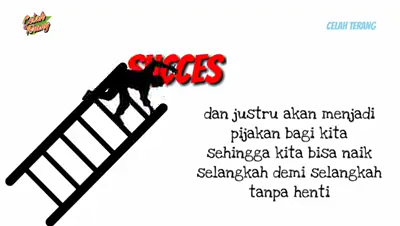 Celah
Terang
CELAH TERANG
SUCCES
dan justru akan menjadi
pijakan bagi kita
sehingga kita bisa naik
selangkah demi selangkah
tanpa henti